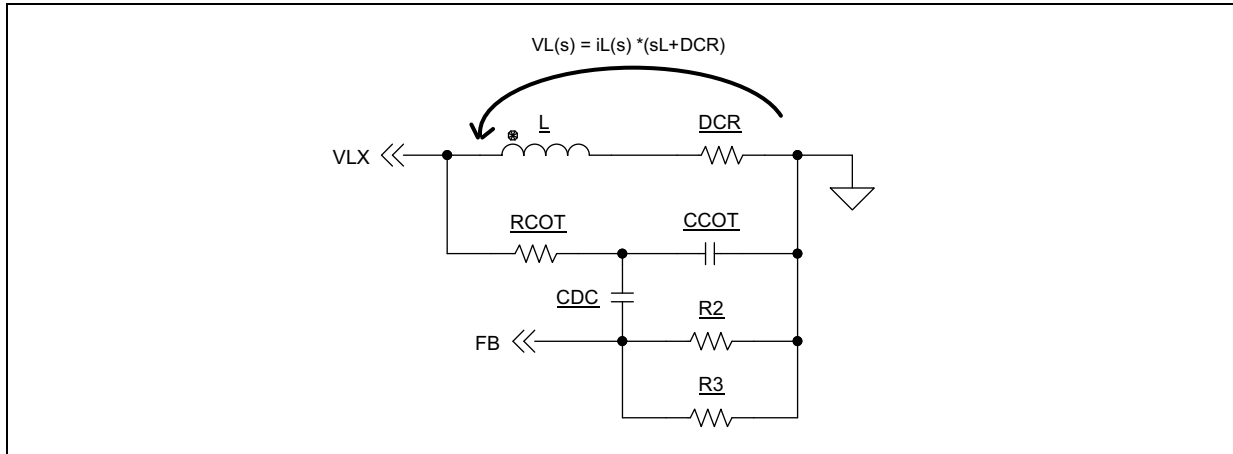 VL(s) = iL(s) *(sL+DCR)
L
DCR
VLX
RCOT
CCOT
CDC
R2
FB
R3